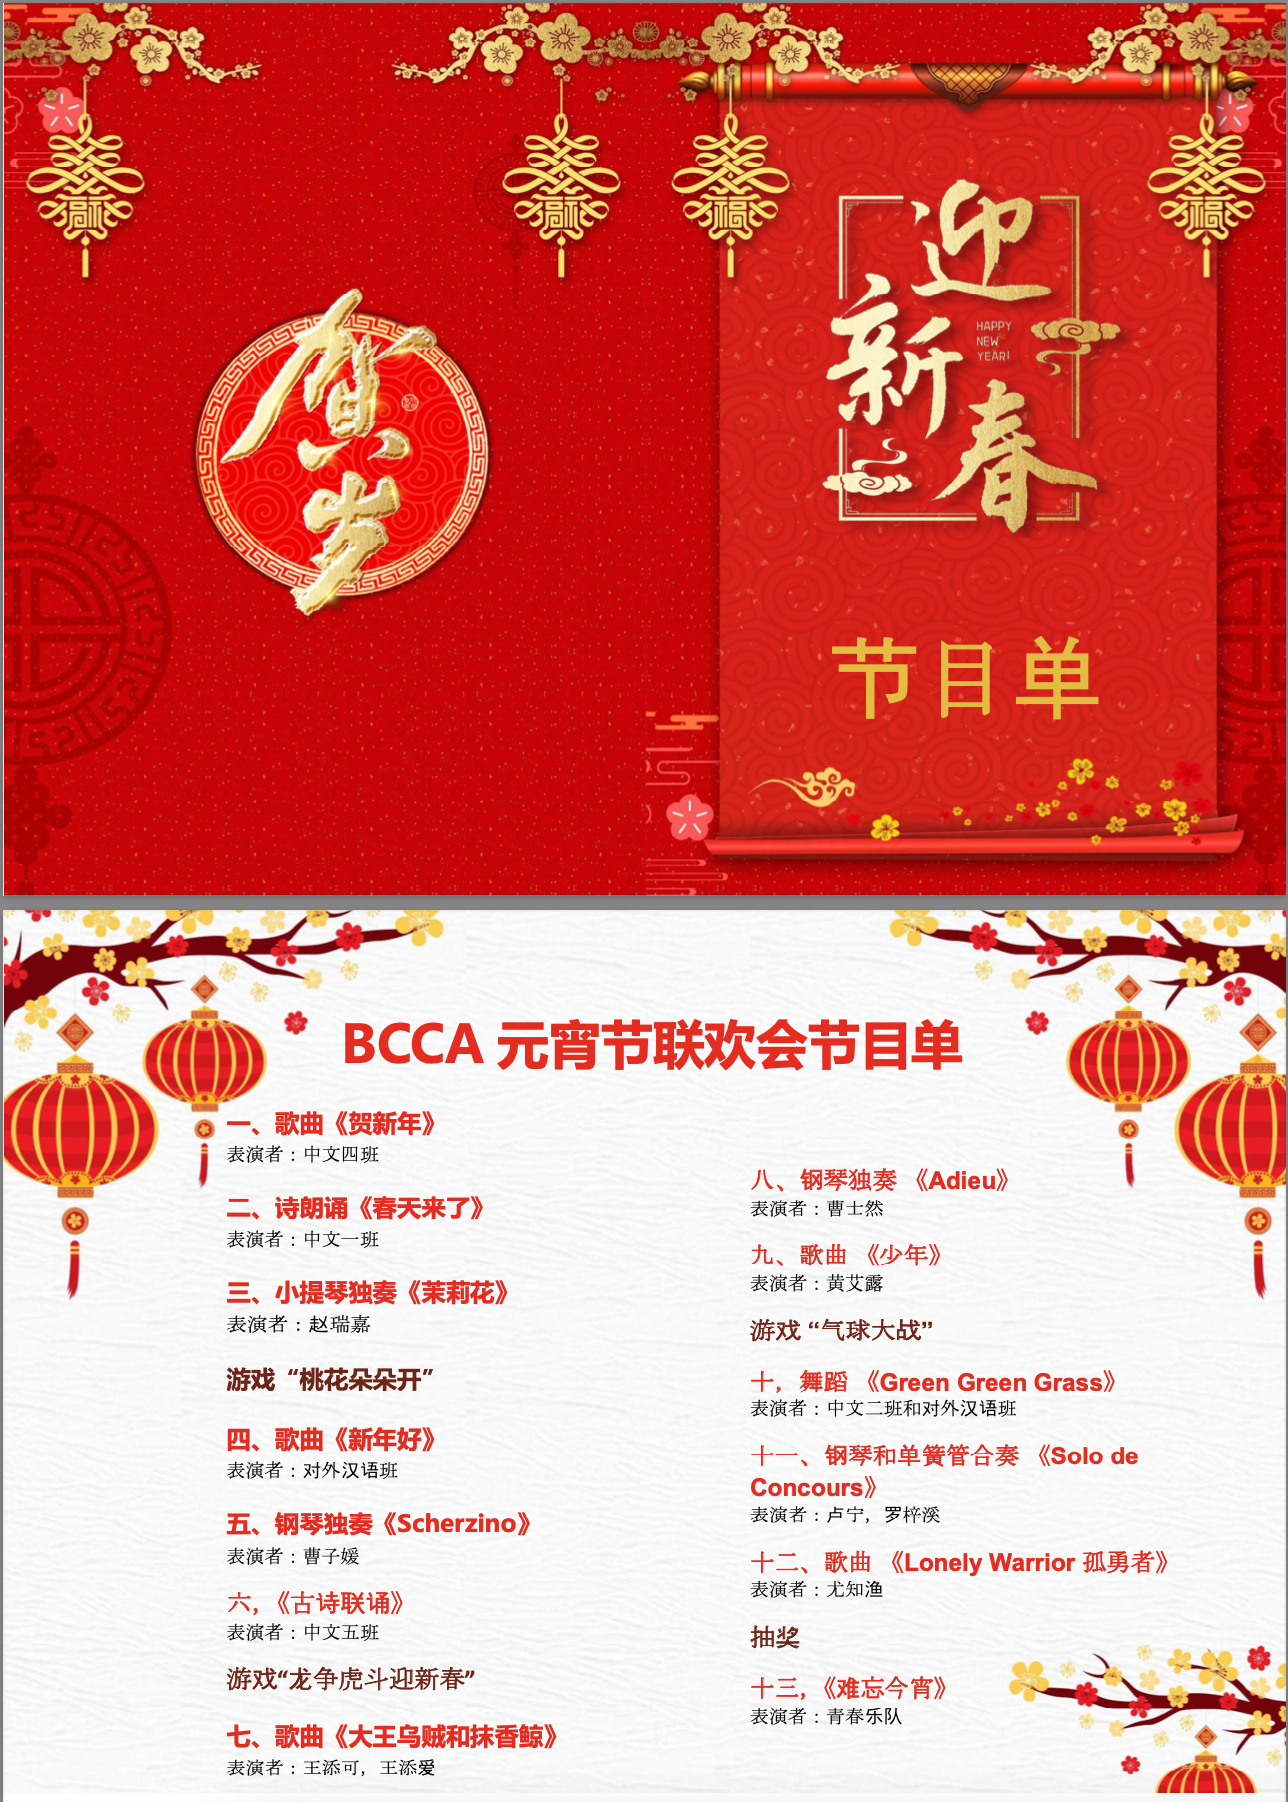 贺岁
迎新春
HAPPY
NEW
YEAR!
节目单
BCCA 元宵节联欢会节目单
一、歌曲《贺新年》
表演者：中文四班
二、诗朗诵《春天来了》
表演者：中文一班
三、小提琴独奏《茉莉花》
表演者：赵瑞嘉
游戏“桃花朵朵开”
四、歌曲《新年好》
表演者：对外汉语班
五、钢琴独奏《Scherzino》
表演者：曹子媛
六，《古诗联诵》
表演者：中文五班
游戏“龙争虎斗迎新春”
七、歌曲《大王乌贼和抹香鲸》
表演者：王添可，王添爱
八、钢琴独奏 《Adieu》
表演者：曹士然
九、歌曲 《少年》
表演者：黄艾露
游戏 “气球大战”
十，舞蹈 《Green Green Grass》
表演者：中文二班和对外汉语班
十一、钢琴和单簧管合奏 《Solo de
Concours》
表演者：卢宁，罗梓溪
十二、歌曲 《Lonely Warrior 孤勇者》
表演者：尤知渔
抽奖
十三，《难忘今宵》
表演者：青春乐队